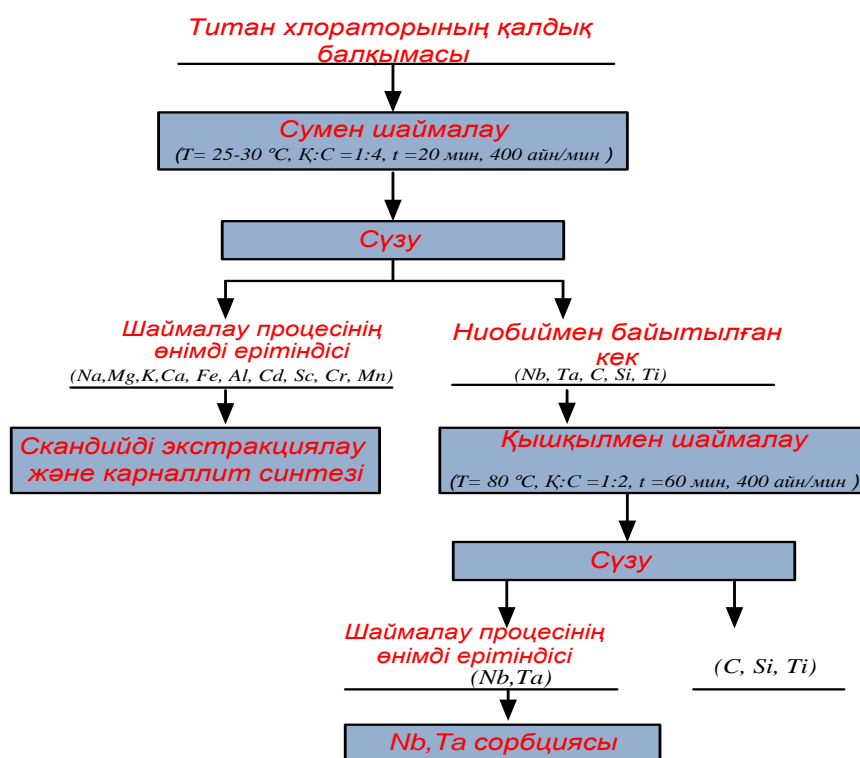 Титан хлораторының қалдық
балқымасы
Сумен шаймалау
(T= 25-30 ºC, Қ:С =1:4, t =20 мин, 400 айн/мин )
Сүзу
Шаймалау процесінің
өнімді ерітіндісі
(Na,Mg,K,Ca, Fe, Al, Cd, Sc, Cr, Mn)
Ниобиймен байытылған
кек
(Nb, Ta, C, Si, Ti)
Скандийді экстракциялау
және карналлит синтезі
Қышқылмен шаймалау
(T= 80 ºC, Қ:С =1:2, t =60 мин, 400 айн/мин )
Сүзу
Шаймалау процесінің
өнімді ерітіндісі
(Nb,Ta)
(C, Si, Ti)
Nb,Ta сорбциясы